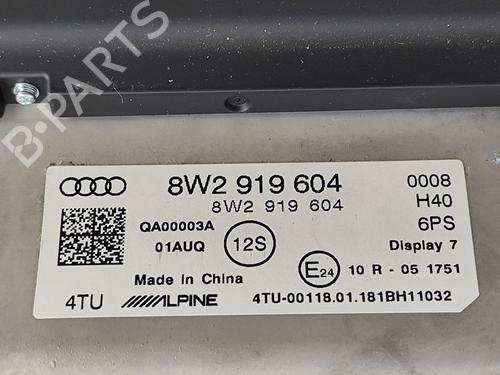 B-PARTS
8W2 919 604
8W2 919 604
0008
H40
6PS
QA00003A
01AUQ
12S
Display 7
Made in China
E24
10 R - 05 1751
4TU
ALPINE
4TU-00118.01.181BH11032